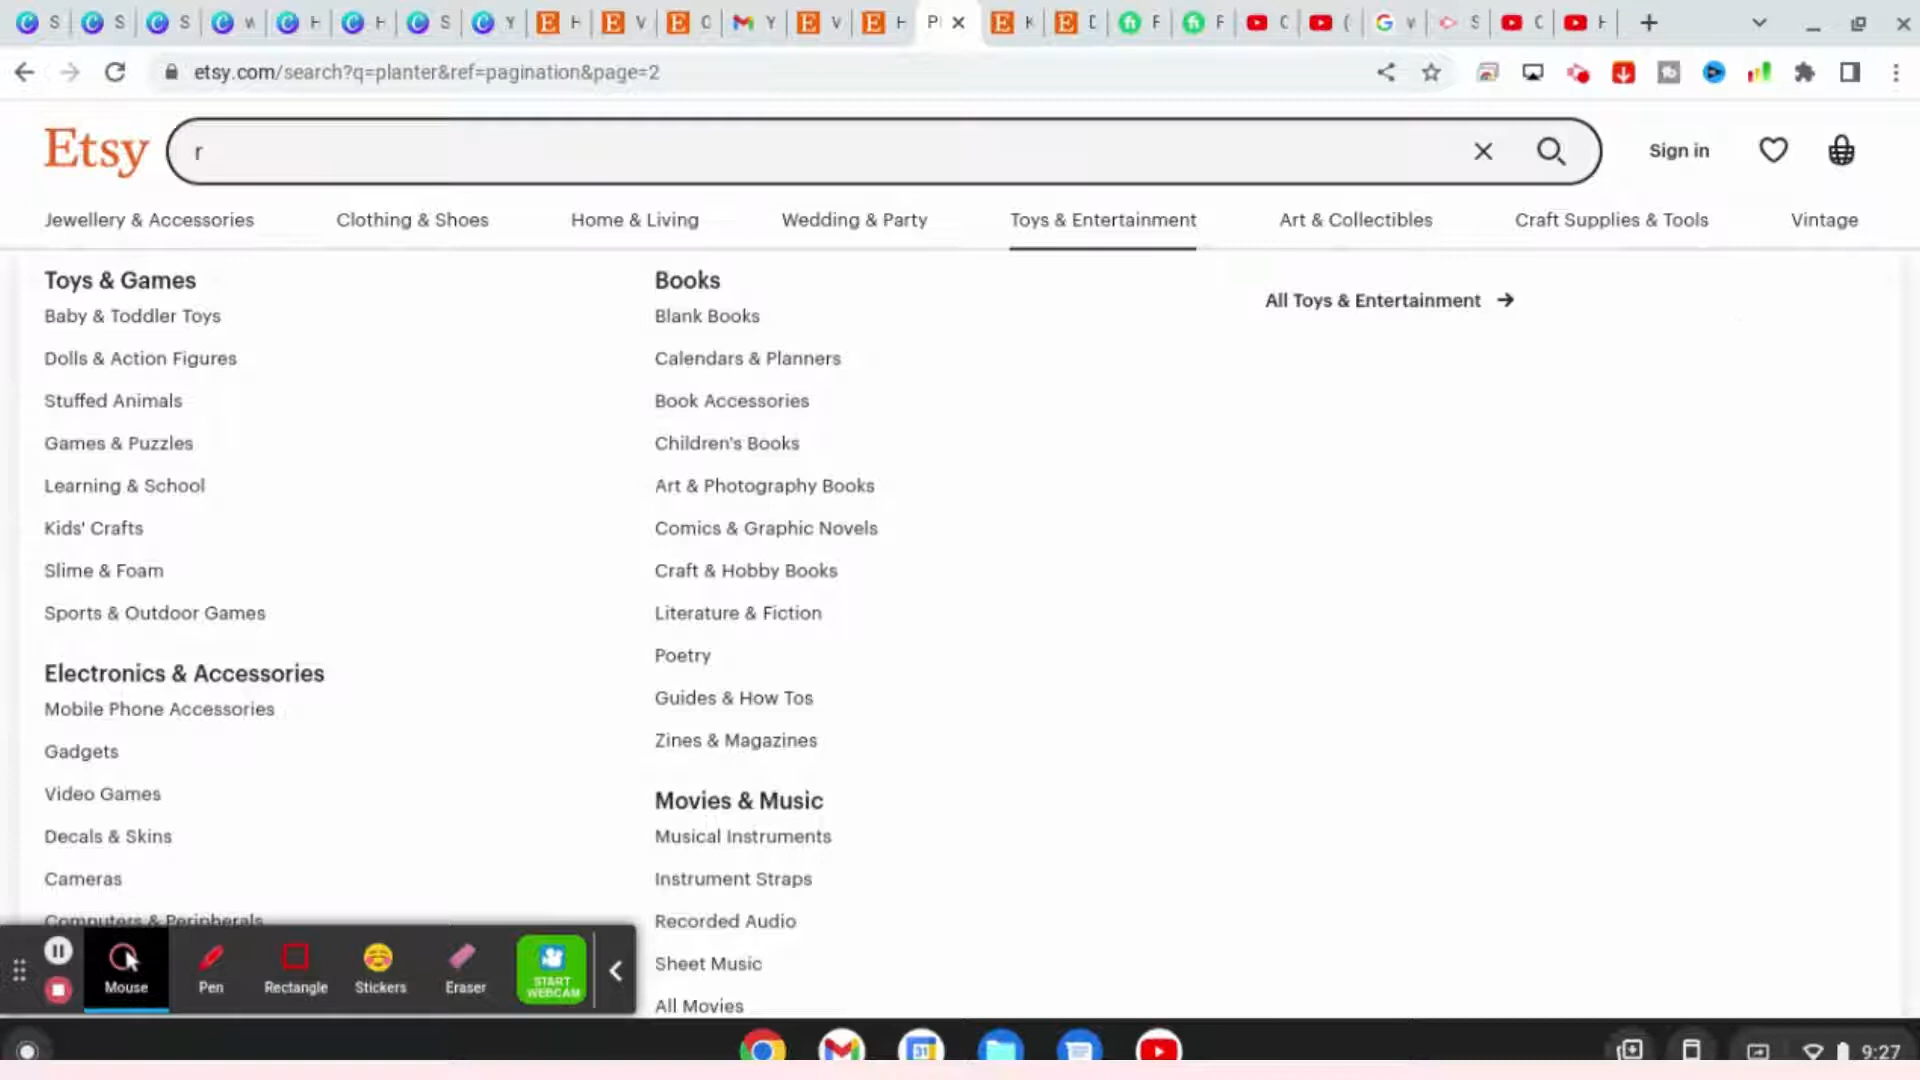 S S S W H H S Y H V C Y V H P K D F F C ( V S C H
etsy.com/search?q=planter&ref=pagination&page=2
Etsy r Sign in
Jewellery & Accessories Clothing & Shoes Home & Living Wedding & Party Toys & Entertainment Art & Collectibles Craft Supplies & Tools Vintage
Toys & Games
Baby & Toddler Toys
Dolls & Action Figures
Stuffed Animals
Games & Puzzles
Learning & School
Kids' Crafts
Slime & Foam
Sports & Outdoor Games
Electronics & Accessories
Mobile Phone Accessories
Gadgets
Video Games
Decals & Skins
Cameras
Computers & Peripherals
Books
Blank Books
Calendars & Planners
Book Accessories
Children's Books
Art & Photography Books
Comics & Graphic Novels
Craft & Hobby Books
Literature & Fiction
Poetry
Guides & How Tos
Zines & Magazines
Movies & Music
Musical Instruments
Instrument Straps
Recorded Audio
Sheet Music
All Movies
All Toys & Entertainment
Mouse Pen Rectangle Stickers Eraser
START
WEBCAM
31
9:27